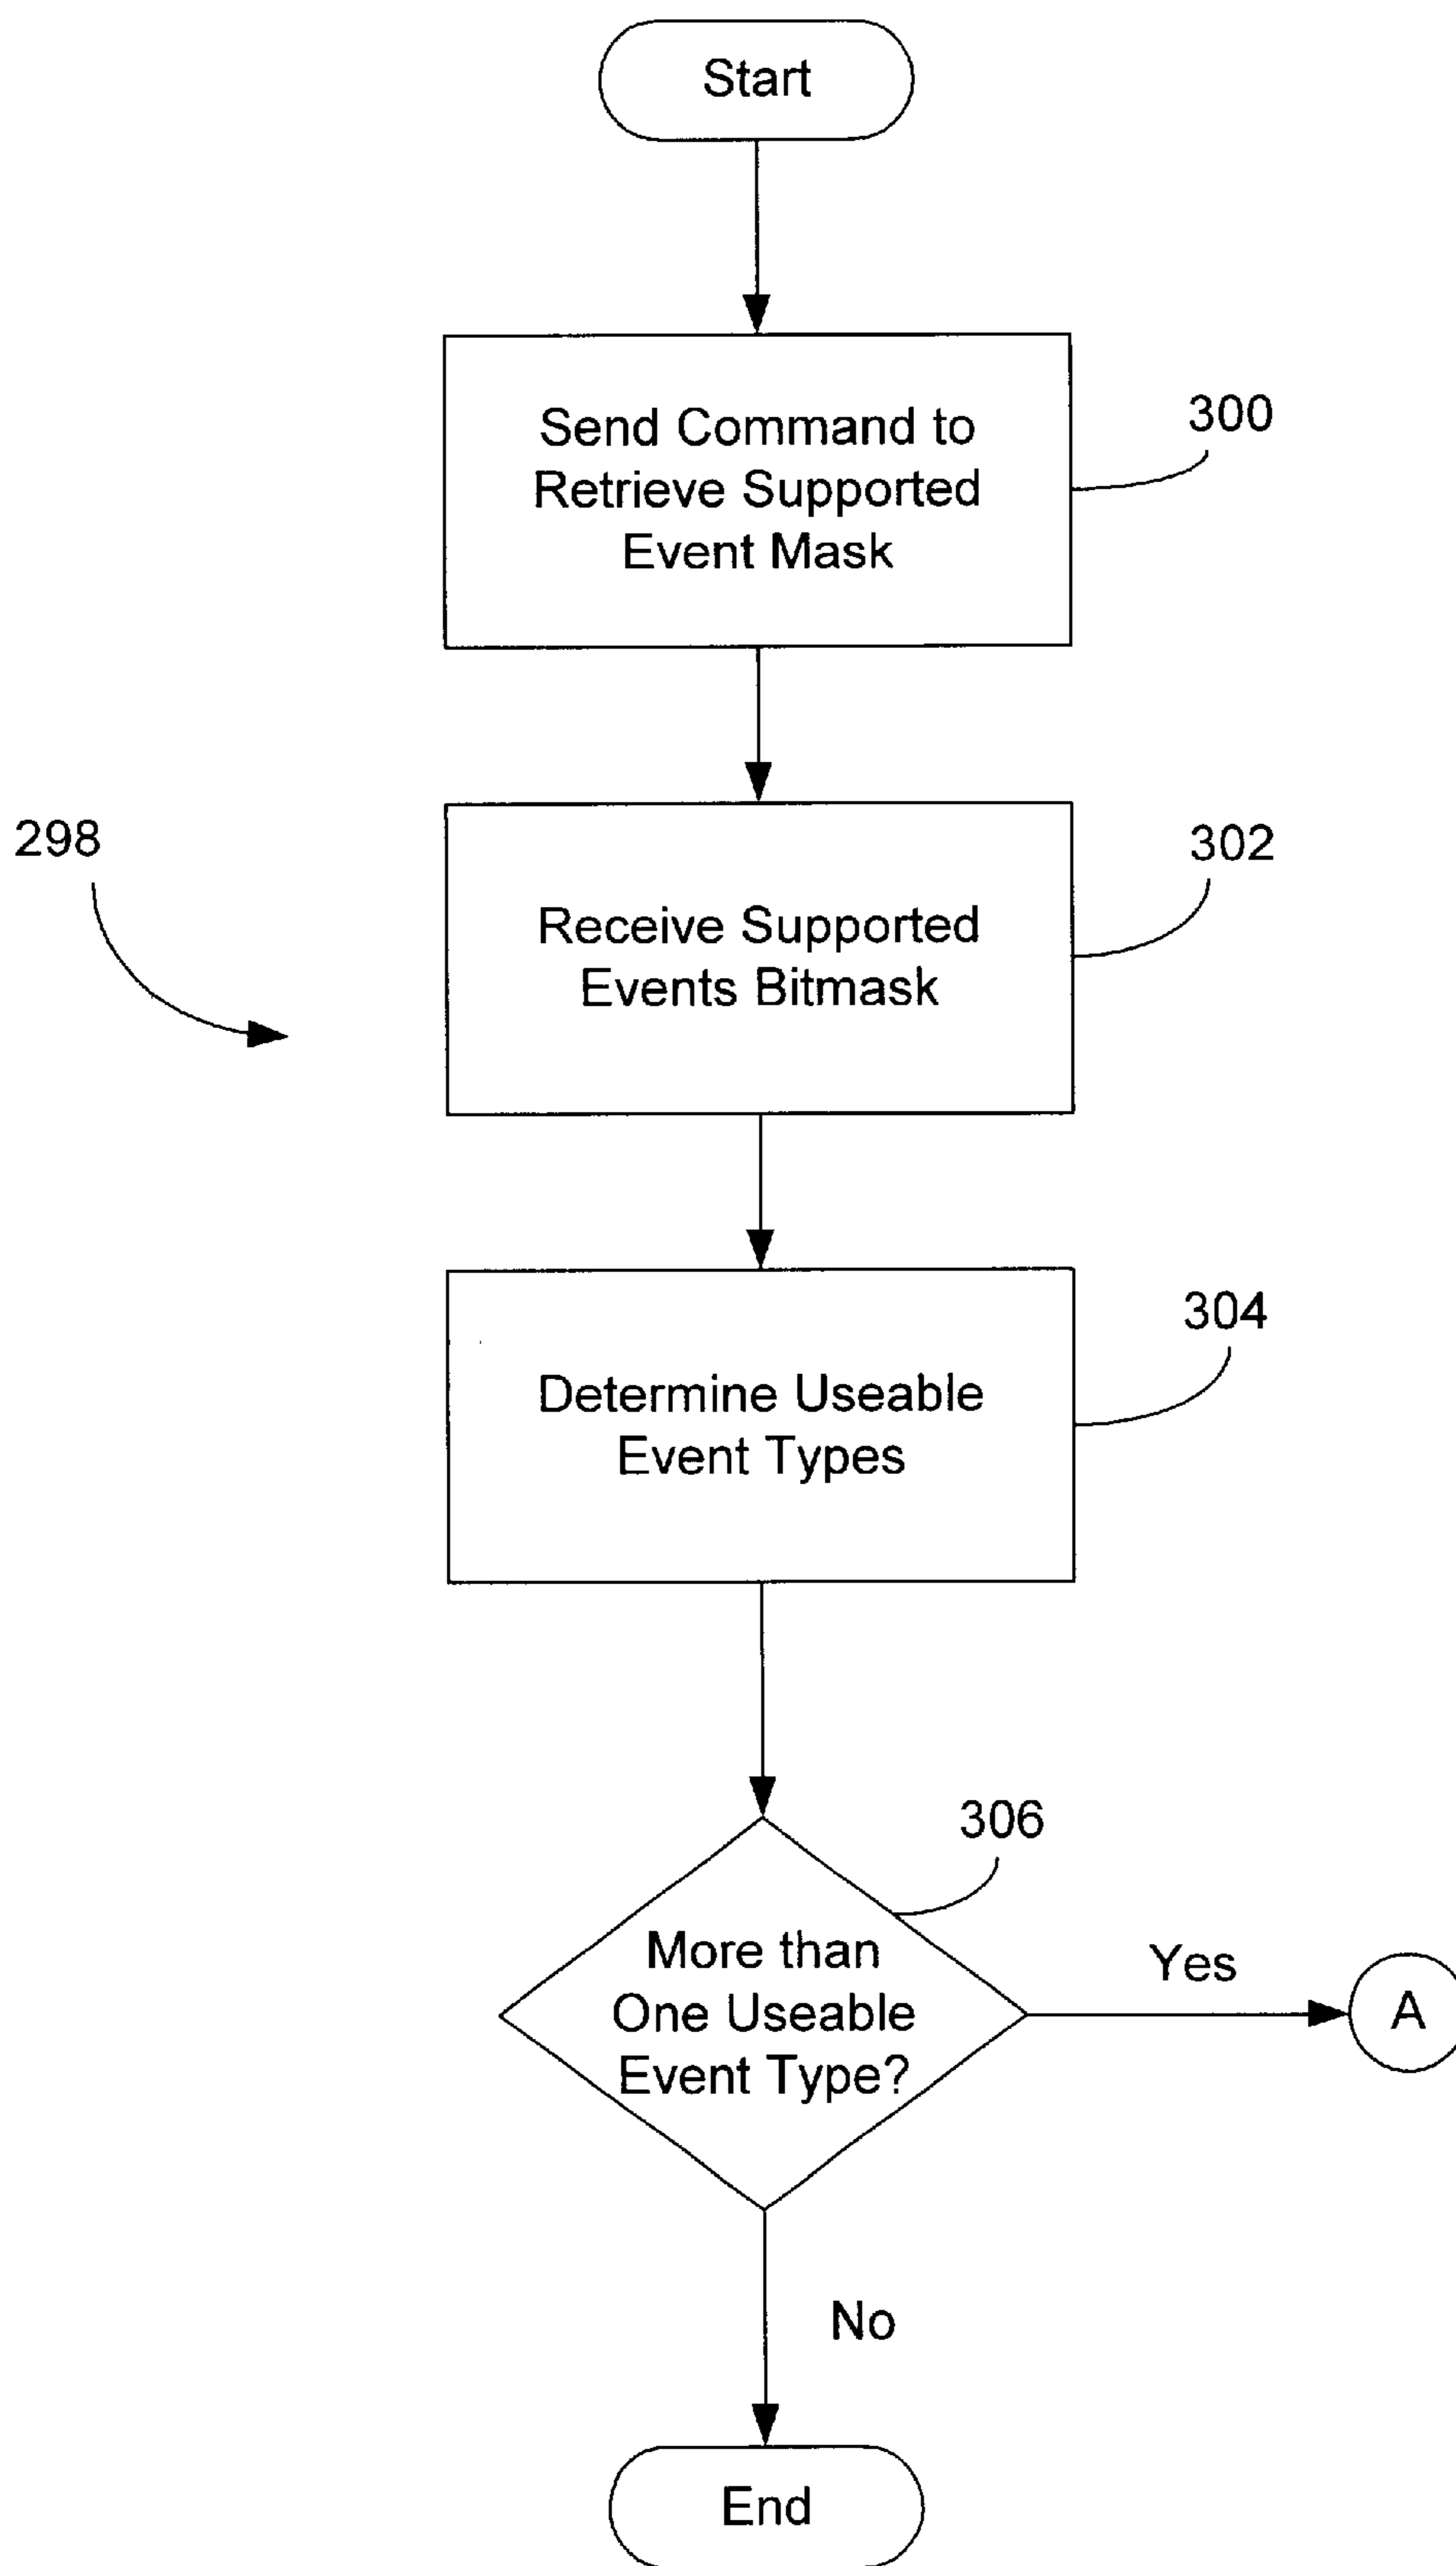 Start
Send Command to
Retrieve Supported
Event Mask
300
298
Receive Supported
Events Bitmask
302
Determine Useable
Event Types
304
306
More than
One Useable
Event Type?
Yes
A
No
End